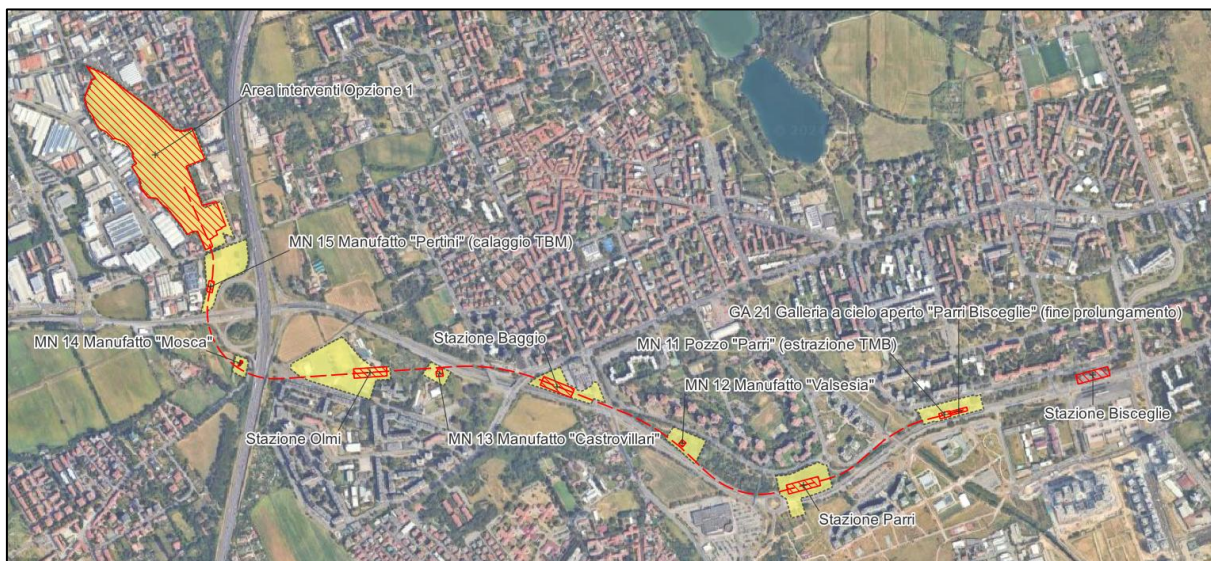 Area interventi Opzione 1
© 2024
MN 15 Manufatto "Pertini" (calaggio TBM)
GA 21 Galleria a cielo aperto "Parri Bisceglie" (fine prolungamento)
MN 14 Manufatto "Mosca"
Stazione Baggio
MN 11 Pozzo "Parri" (estrazione TMB)
MN 12 Manufatto "Valsesia"
Stazione Bisceglie
Stazione Olmi
MN 13 Manufatto "Castrovillari"
Stazione Parri